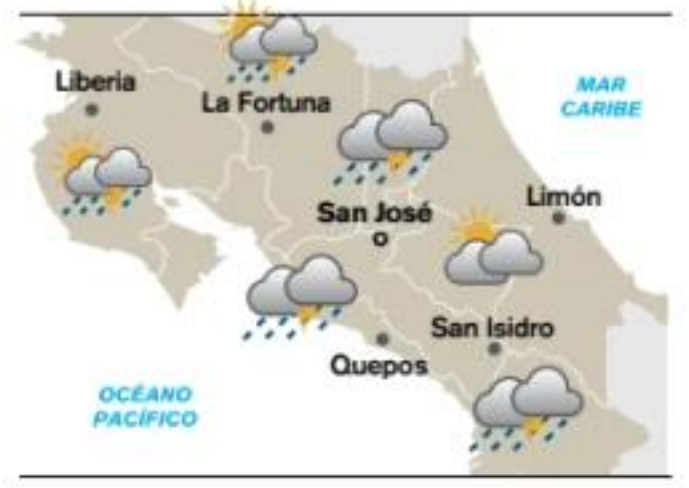 Liberia
La Fortuna
MAR
CARIBE
San José
Limón
San Isidro
Quepos
OCÉANO
PACÍFICO